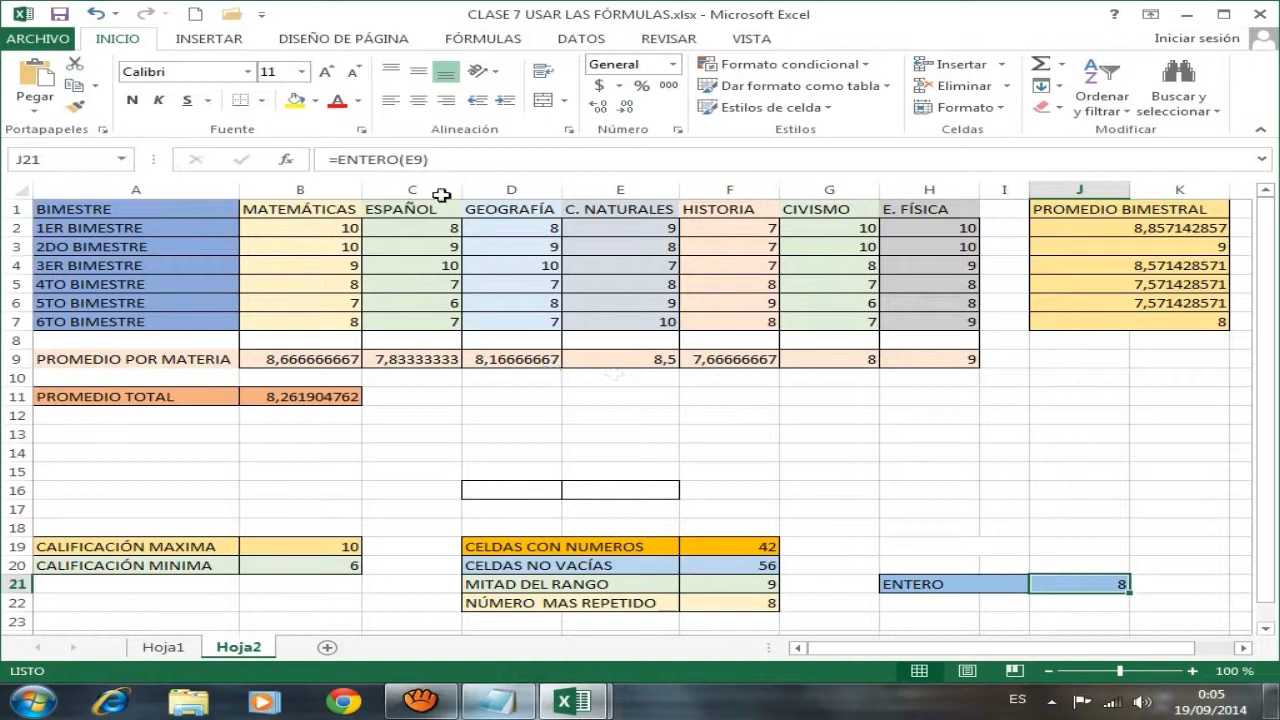 CLASE 7 USAR LAS FÓRMULAS.xlsx - Microsoft Excel
ARCHIVO INICIO INSERTAR DISEÑO DE PÁGINA FÓRMULAS DATOS REVISAR VISTA Iniciar sesión
Calibri 11 General Formato condicional Insertar
Pegar N K S A $ % 000 Dar formato como tabla Eliminar Ordenar y filtrar Buscar y seleccionar
Estilos de celda Formato
Portapapeles Fuente Alineación Número Estilos Celdas Modificar
J21 fx =ENTERO(E9)
A B C D E F G H I J K
1 BIMESTRE MATEMÁTICAS ESPAÑOL GEOGRAFÍA C. NATURALES HISTORIA CIVISMO E. FÍSICA PROMEDIO BIMESTRAL
2 1ER BIMESTRE 10 8 8 9 7 10 10 8,857142857
3 2DO BIMESTRE 10 9 9 8 7 10 10 9
4 3ER BIMESTRE 9 10 10 7 7 8 9 8,571428571
5 4TO BIMESTRE 8 7 7 8 8 7 8 7,571428571
6 5TO BIMESTRE 7 6 8 9 9 6 8 7,571428571
7 6TO BIMESTRE 8 7 7 10 8 7 9 8
8
9 PROMEDIO POR MATERIA 8,666666667 7,83333333 8,16666667 8,5 7,66666667 8 9
10
11 PROMEDIO TOTAL 8,261904762
12
13
14
15
16
17
18
19 CALIFICACIÓN MAXIMA 10 CELDAS CON NUMEROS 42
20 CALIFICACIÓN MINIMA 6 CELDAS NO VACÍAS 56
21 MITAD DEL RANGO 9 ENTERO 8
22 NÚMERO MAS REPETIDO 8
23
Hoja1 Hoja2
LISTO 100 %
ES 0:05
19/09/2014